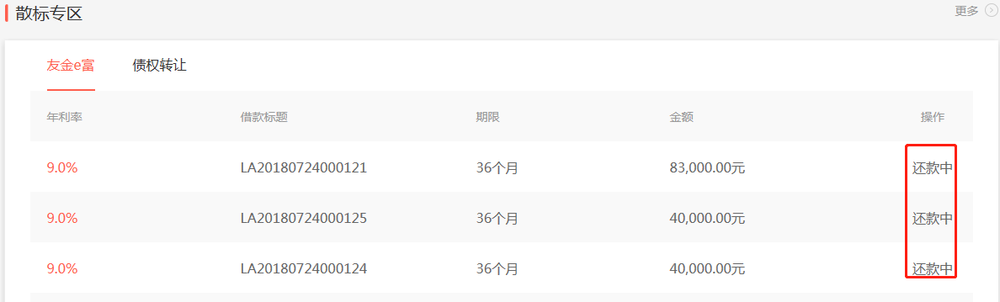 散标专区 更多
友金e富 债权转让
年利率 借款标题 期限 金额 操作
9.0% LA20180724000121 36个月 83,000.00元 还款中
9.0% LA20180724000125 36个月 40,000.00元 还款中
9.0% LA20180724000124 36个月 40,000.00元 还款中